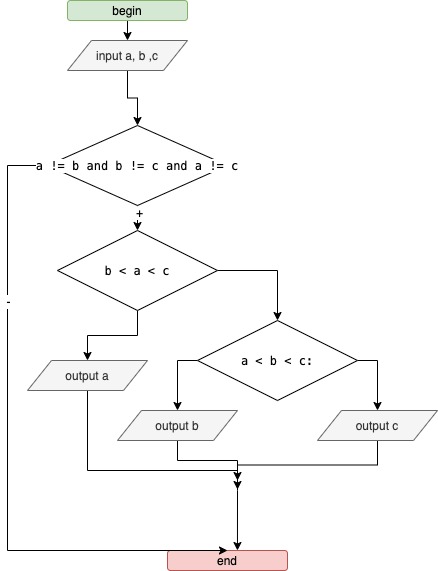 begin
input a, b ,c
a != b and b != c and a != c
+
-
b < a < c
a < b < c:
output a
output b
output c
end